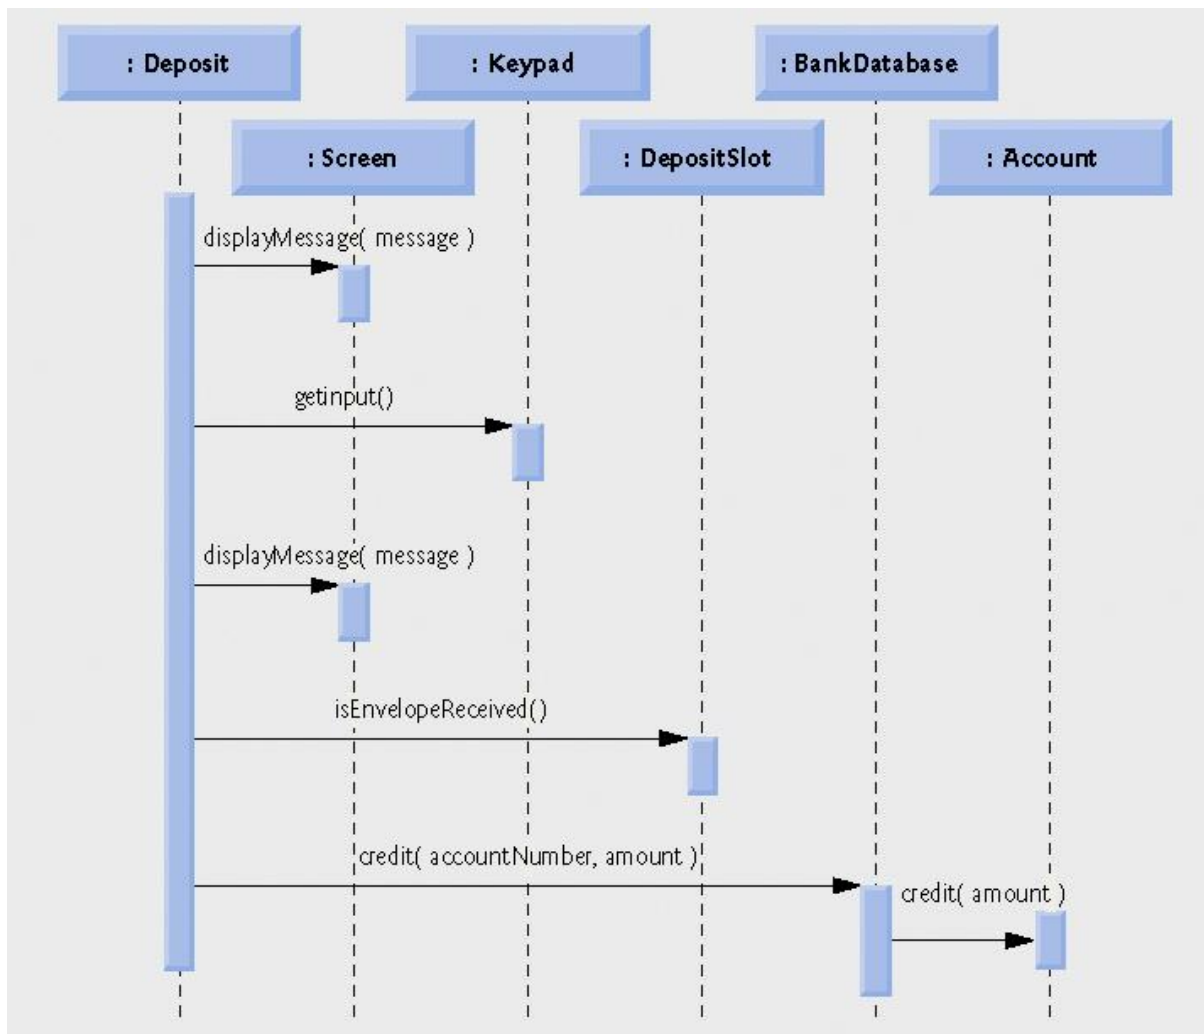 : Deposit
: Keypad
: BankDatabase
: Screen
: DepositSlot
: Account
displayMessage( message )
getinput()
displayMessage( message )
isEnvelopeReceived()
credit( accountNumber, amount )
credit( amount )